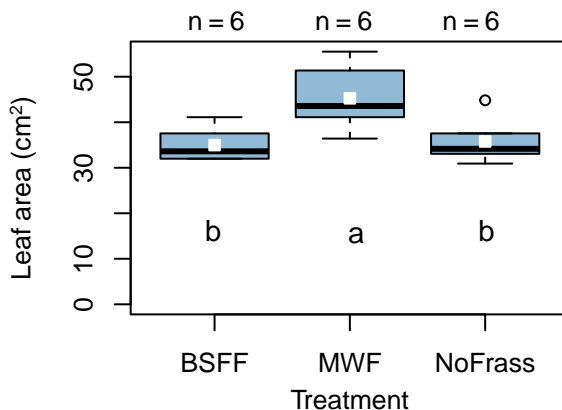 n = 6 n = 6 n = 6
Leaf area (cm²)
50
30
10
0
b a b
BSFF MWF NoFrass
Treatment